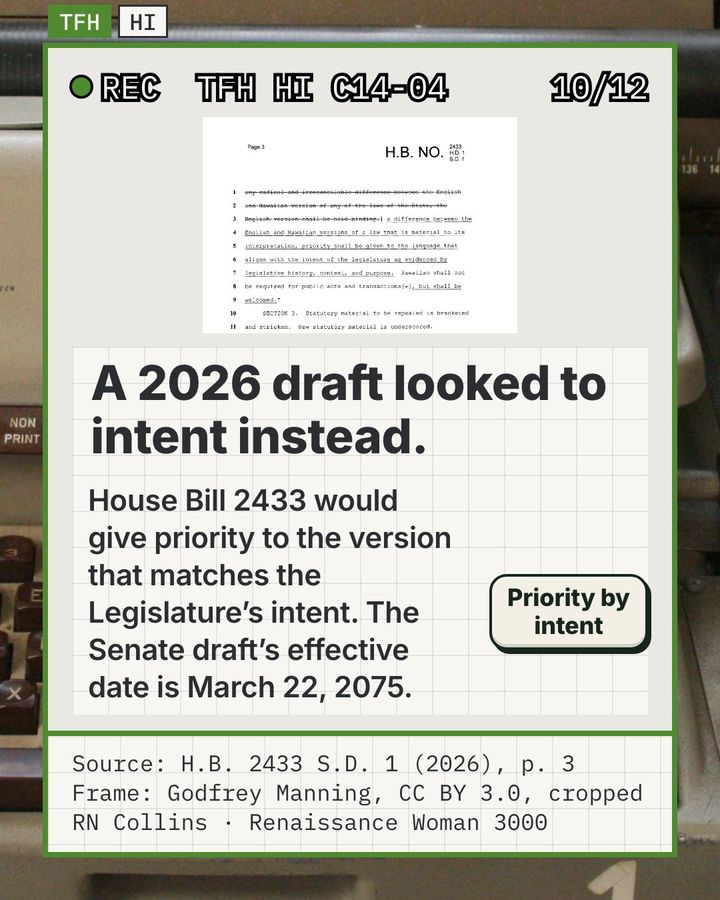 TFH HI
REC TFH HI C14-04 10/12
Page 3
H.B. NO. 2433
H.D. 1
S.D. 1
1 any radical and irreconcilable difference between the English
2 and Hawaiian version of any of the laws of the State, the
3 English version shall be held binding.] a difference between the
4 English and Hawaiian versions of a law that is material to its
5 interpretation, priority shall be given to the language that
6 aligns with the intent of the legislature as evidenced by
7 legislative history, context, and purpose. Hawaiian shall not
8 be required for public acts and transactions[.], but shall be
9 welcomed."
10 SECTION 3. Statutory material to be repealed is bracketed
11 and stricken. New statutory material is underscored.
A 2026 draft looked to
intent instead.
House Bill 2433 would
give priority to the version
that matches the
Legislature’s intent. The
Senate draft’s effective
date is March 22, 2075.
Priority by
intent
Source: H.B. 2433 S.D. 1 (2026), p. 3
Frame: Godfrey Manning, CC BY 3.0, cropped
RN Collins · Renaissance Woman 3000
NON
PRINT
3
E
X
136 14
1